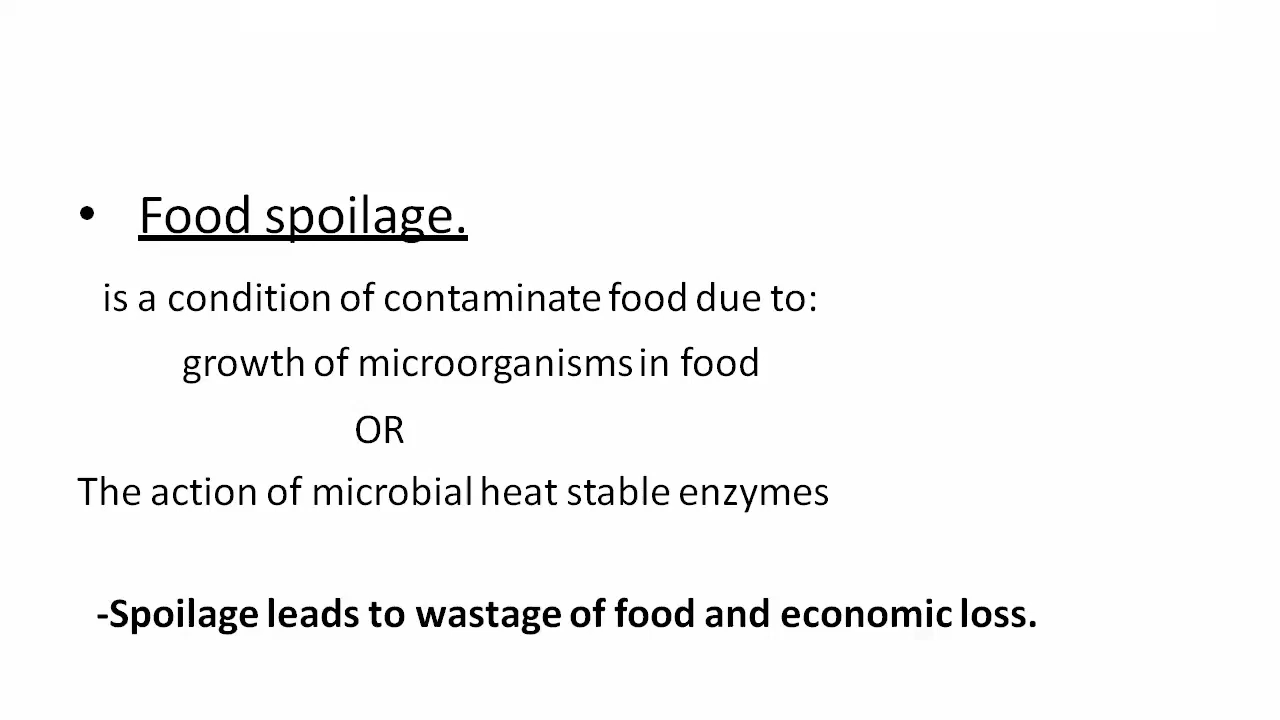 • Food spoilage.
is a condition of contaminate food due to:
growth of microorganisms in food
OR
The action of microbial heat stable enzymes
-Spoilage leads to wastage of food and economic loss.